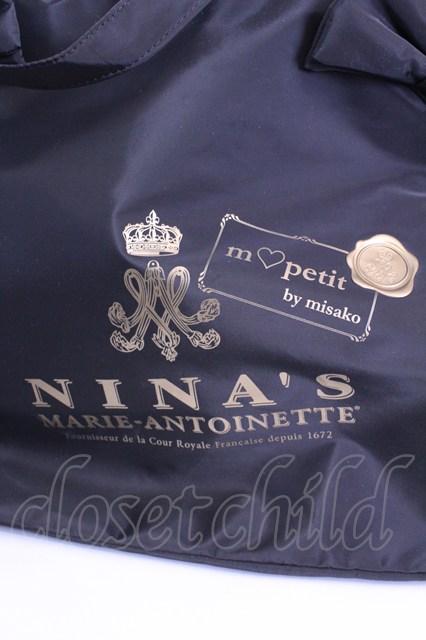 m♡petit
by misako
NINA'S
MARIE-ANTOINETTE®
Fournisseur de la Cour Royale Française depuis 1672
closetchild